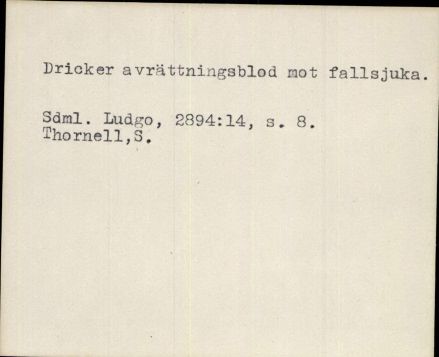 Dricker avrättningsblod mot fallsjuka.
Sdml. Ludgo, 2894:14, s. 8.
Thornell,S.